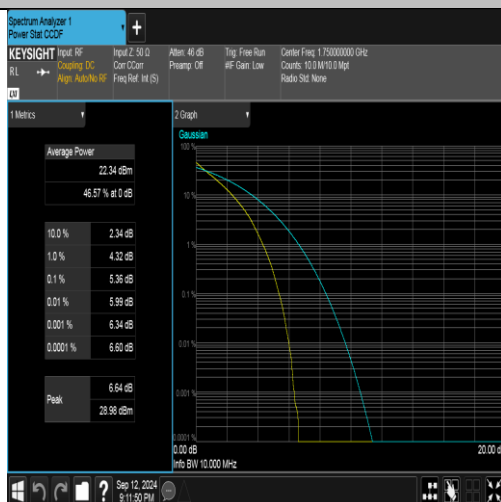 Spectrum Analyzer 1
Power Stat CCDF
+
KEYSIGHT
RL
Input: RF
Coupling: DC
Align: Auto/No RF
Input Z: 50 Ω
Corr CCorr
Freq Ref: Int (S)
Atten: 46 dB
Preamp: Off
Trig: Free Run
#IF Gain: Low
Center Freq: 1.750000000 GHz
Counts: 10.0 M/10.0 Mpt
Radio Std: None
1 Metrics
Average Power
22.34 dBm
46.57 % at 0 dB
10.0 % 2.34 dB
1.0 % 4.32 dB
0.1 % 5.36 dB
0.01 % 5.99 dB
0.001 % 6.34 dB
0.0001 % 6.60 dB
Peak
6.64 dB
28.98 dBm
2 Graph
Gaussian
100 %
10 %
1 %
0.1 %
0.01 %
0.001 %
0.0001 %
0.00 dB
20.00 d
Info BW 10.000 MHz
?
Sep 12, 2024
9:11:50 PM